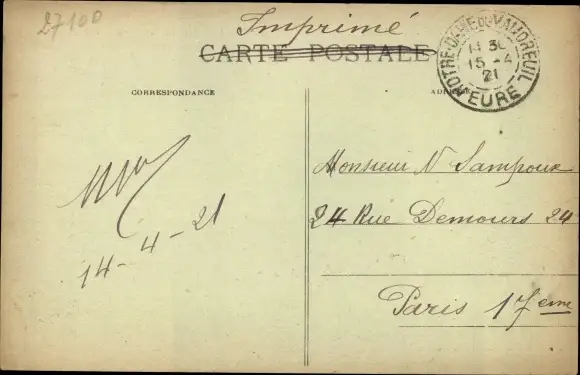 27100
Imprimé
CARTE POSTALE
NOTRE-DAME-DU-VAUDREUIL
15-4
21
EURE
CORRESPONDANCE
ADRESSE
14-4-21
Monsieur N Sampoux
24 Rue Demours 24
Paris 17ème